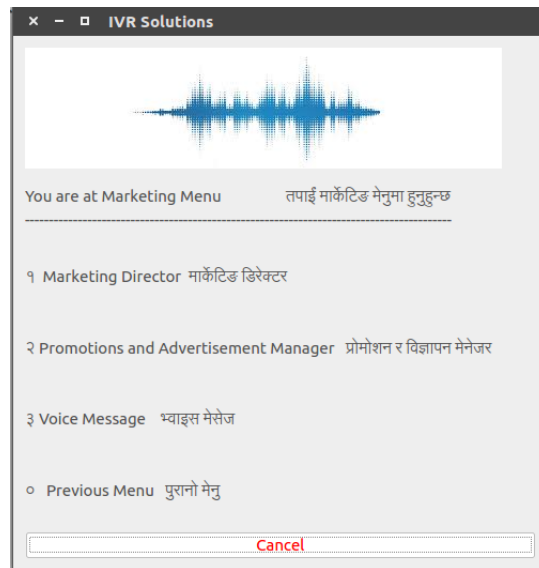 IVR Solutions
You are at Marketing Menu तपाईं मार्केटिङ मेनुमा हुनुहुन्छ
--------------------------------------------------------------------------------------
१ Marketing Director मार्केटिङ डिरेक्टर
२ Promotions and Advertisement Manager प्रोमोशन र विज्ञापन मेनेजर
३ Voice Message भ्वाइस मेसेज
० Previous Menu पुरानो मेनु
Cancel